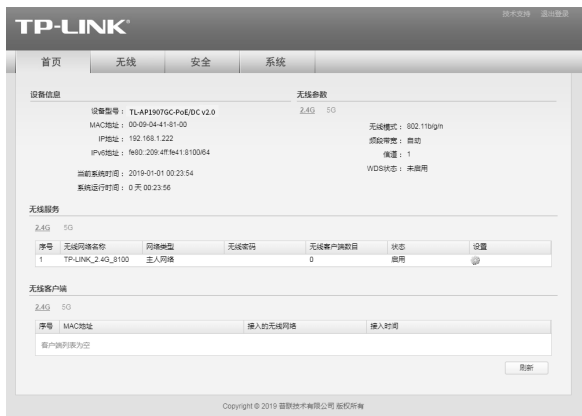 技术支持 退出登录
TP-LINK®
首页 无线 安全 系统
设备信息
设备型号： TL-AP1907GC-PoE/DC v2.0
MAC地址： 00-09-04-41-81-00
IP地址： 192.168.1.222
IPv6地址： fe80::209:4ff:fe41:8100/64
当前系统时间： 2019-01-01 00:23:54
系统运行时间： 0 天 00:23:56
无线参数
2.4G 5G
无线模式： 802.11b/g/n
频段带宽： 自动
信道： 1
WDS状态： 未启用
无线服务
2.4G 5G
序号 无线网络名称 网络类型 无线密码 无线客户端数目 状态 设置
1 TP-LINK_2.4G_8100 主人网络 0 启用
无线客户端
2.4G 5G
序号 MAC地址 接入的无线网络 接入时间
客户端列表为空
刷新
Copyright © 2019 普联技术有限公司 版权所有